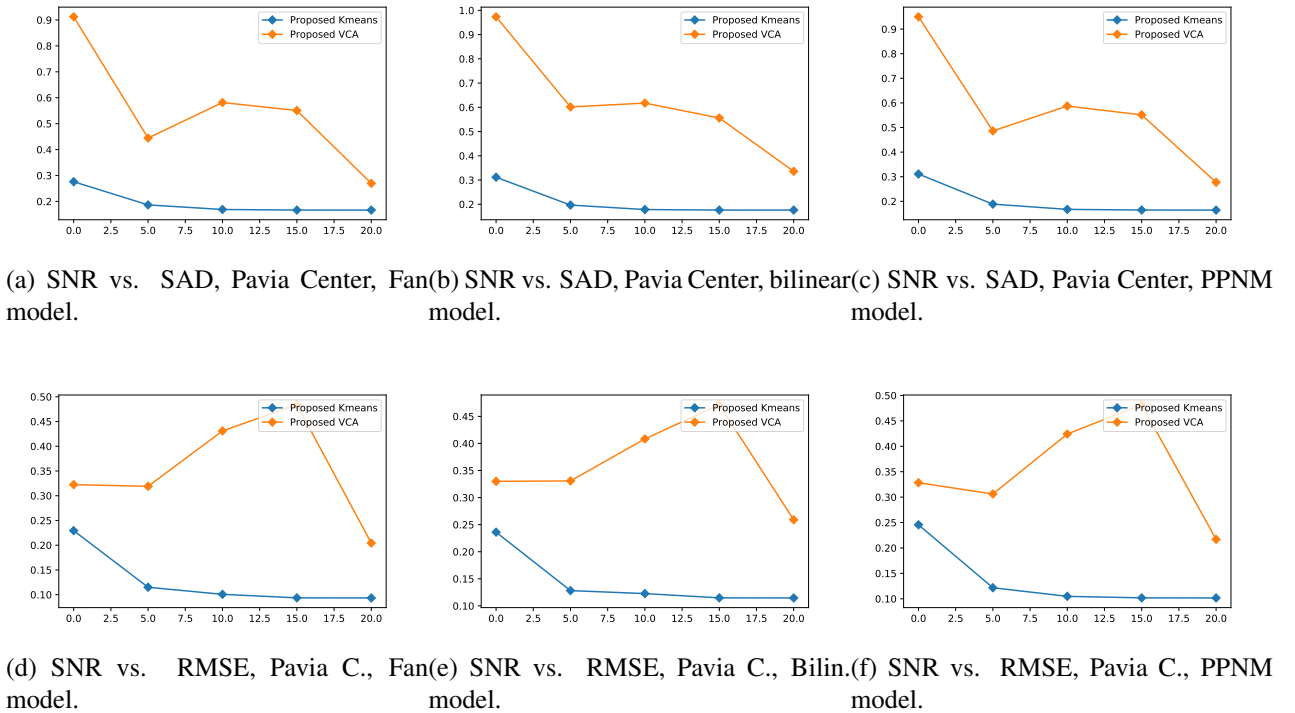 0.9
0.8
0.7
0.6
0.5
0.4
0.3
0.2
0.0 2.5 5.0 7.5 10.0 12.5 15.0 17.5 20.0
Proposed Kmeans
Proposed VCA
(a) SNR vs. SAD, Pavia Center, Fan
model.
1.0
0.9
0.8
0.7
0.6
0.5
0.4
0.3
0.2
0.0 2.5 5.0 7.5 10.0 12.5 15.0 17.5 20.0
Proposed Kmeans
Proposed VCA
(b) SNR vs. SAD, Pavia Center, bilinear
model.
0.9
0.8
0.7
0.6
0.5
0.4
0.3
0.2
0.0 2.5 5.0 7.5 10.0 12.5 15.0 17.5 20.0
Proposed Kmeans
Proposed VCA
(c) SNR vs. SAD, Pavia Center, PPNM
model.
0.50
0.45
0.40
0.35
0.30
0.25
0.20
0.15
0.10
0.0 2.5 5.0 7.5 10.0 12.5 15.0 17.5 20.0
Proposed Kmeans
Proposed VCA
(d) SNR vs. RMSE, Pavia C., Fan
model.
0.45
0.40
0.35
0.30
0.25
0.20
0.15
0.10
0.0 2.5 5.0 7.5 10.0 12.5 15.0 17.5 20.0
Proposed Kmeans
Proposed VCA
(e) SNR vs. RMSE, Pavia C., Bilin.
model.
0.50
0.45
0.40
0.35
0.30
0.25
0.20
0.15
0.10
0.0 2.5 5.0 7.5 10.0 12.5 15.0 17.5 20.0
Proposed Kmeans
Proposed VCA
(f) SNR vs. RMSE, Pavia C., PPNM
model.